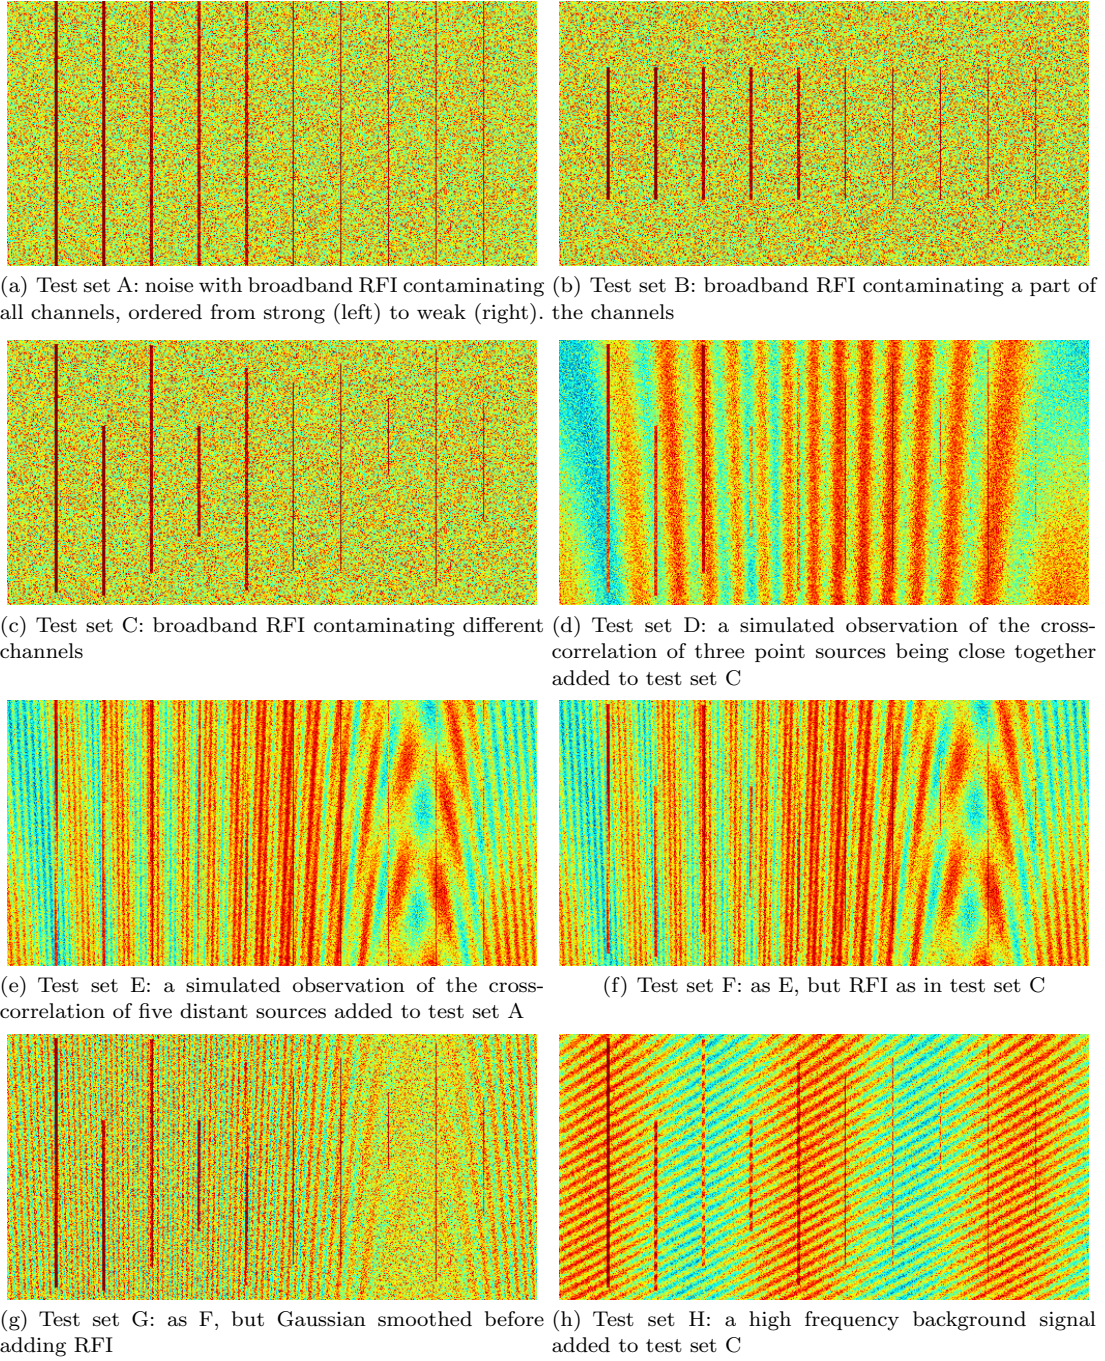 (a) Test set A: noise with broadband RFI contaminating
all channels, ordered from strong (left) to weak (right).
(b) Test set B: broadband RFI contaminating a part of
the channels
(c) Test set C: broadband RFI contaminating different
channels
(d) Test set D: a simulated observation of the cross-
correlation of three point sources being close together
added to test set C
(e) Test set E: a simulated observation of the cross-
correlation of five distant sources added to test set A
(f) Test set F: as E, but RFI as in test set C
(g) Test set G: as F, but Gaussian smoothed before
adding RFI
(h) Test set H: a high frequency background signal
added to test set C